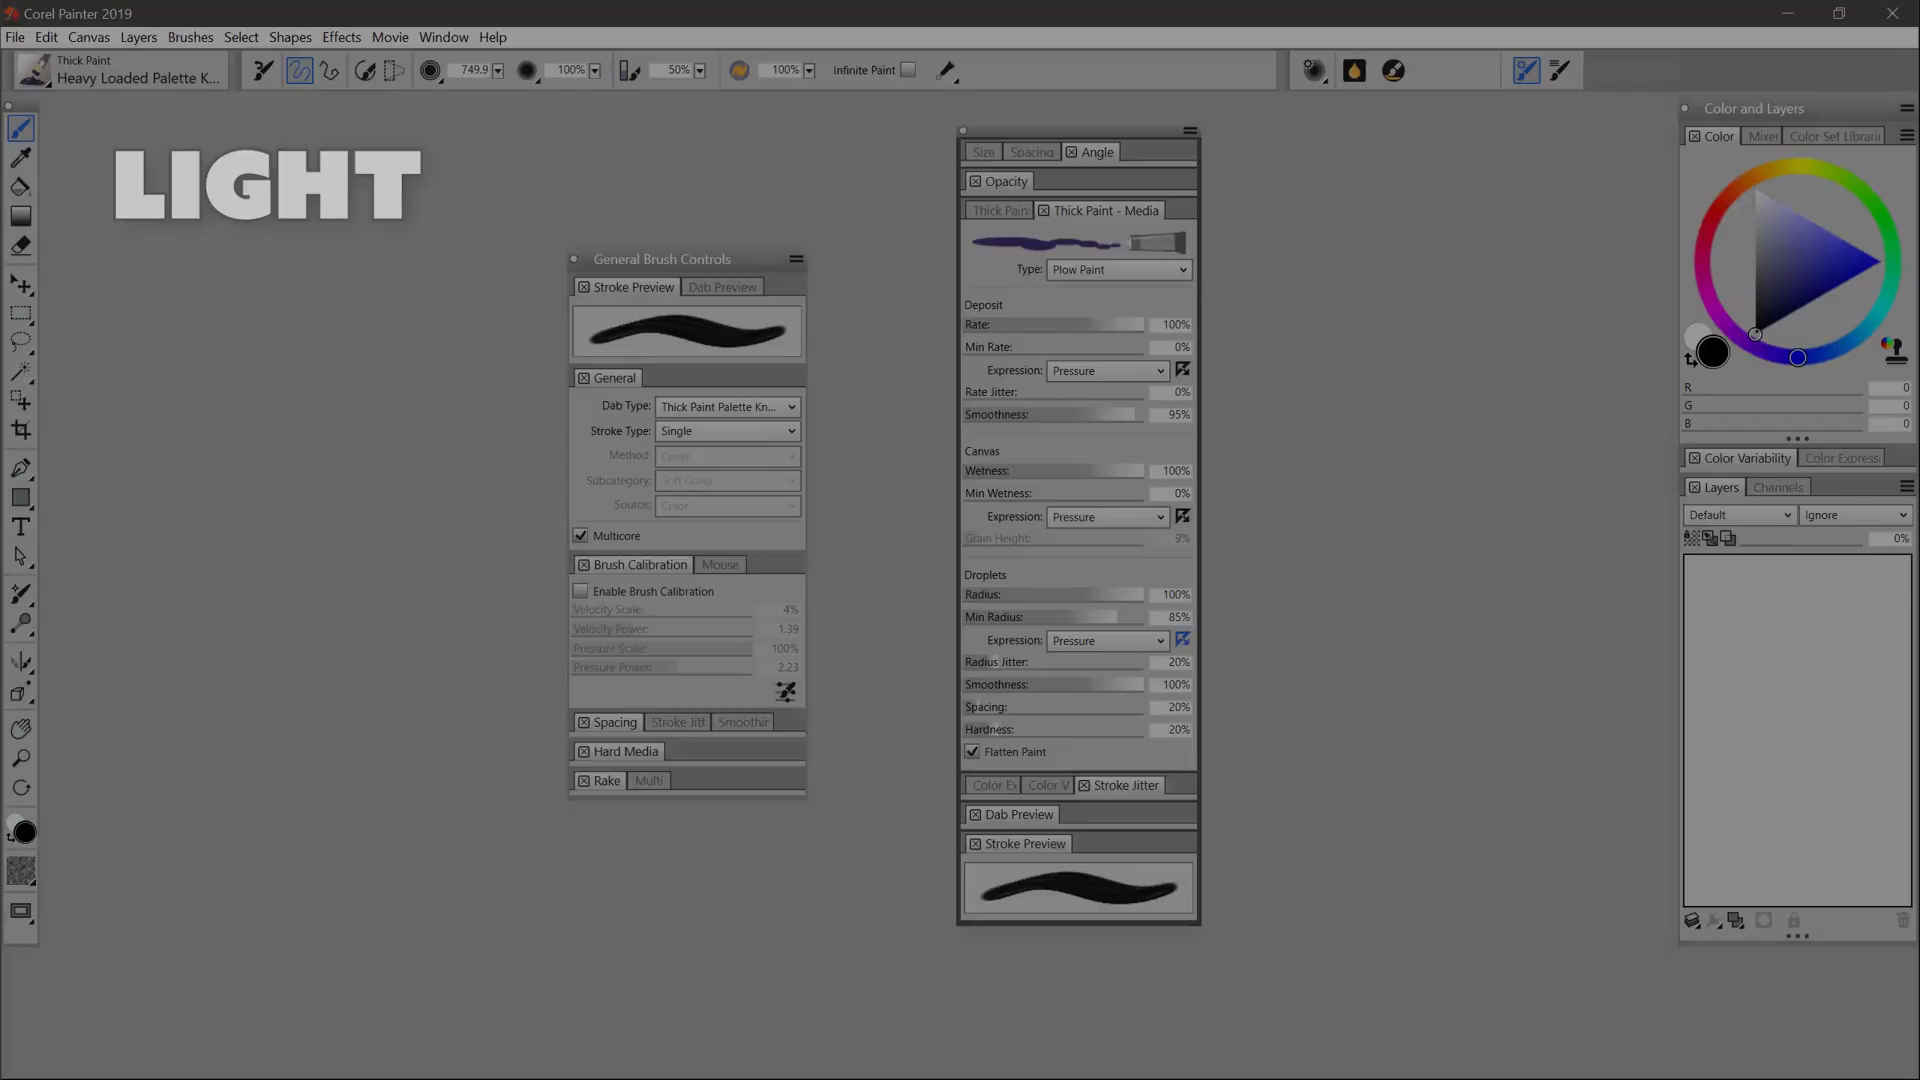 Corel Painter 2019
File Edit Canvas Layers Brushes Select Shapes Effects Movie Window Help
Thick Paint
Heavy Loaded Palette K...
749.9 100% 50% 100% Infinite Paint
LIGHT
General Brush Controls
Stroke Preview Dab Preview
General
Dab Type: Thick Paint Palette Kn...
Stroke Type: Single
Method: Cover
Subcategory: Soft Cover
Source: Color
Multicore
Brush Calibration Mouse
Enable Brush Calibration
Velocity Scale: 4%
Velocity Power: 1.39
Pressure Scale: 100%
Pressure Power: 2.23
Spacing Stroke Jitt Smoothir
Hard Media
Rake Multi
Size Spacing Angle
Opacity
Thick Pain Thick Paint - Media
Type: Plow Paint
Deposit
Rate: 100%
Min Rate: 0%
Expression: Pressure
Rate Jitter: 0%
Smoothness: 95%
Canvas
Wetness: 100%
Min Wetness: 0%
Expression: Pressure
Grain Height: 9%
Droplets
Radius: 100%
Min Radius: 85%
Expression: Pressure
Radius Jitter: 20%
Smoothness: 100%
Spacing: 20%
Hardness: 20%
Flatten Paint
Color Ex Color V Stroke Jitter
Dab Preview
Stroke Preview
Color and Layers
Color Mixer Color Set Librari
R 0
G 0
B 0
Color Variability Color Express
Layers Channels
Default Ignore
0%